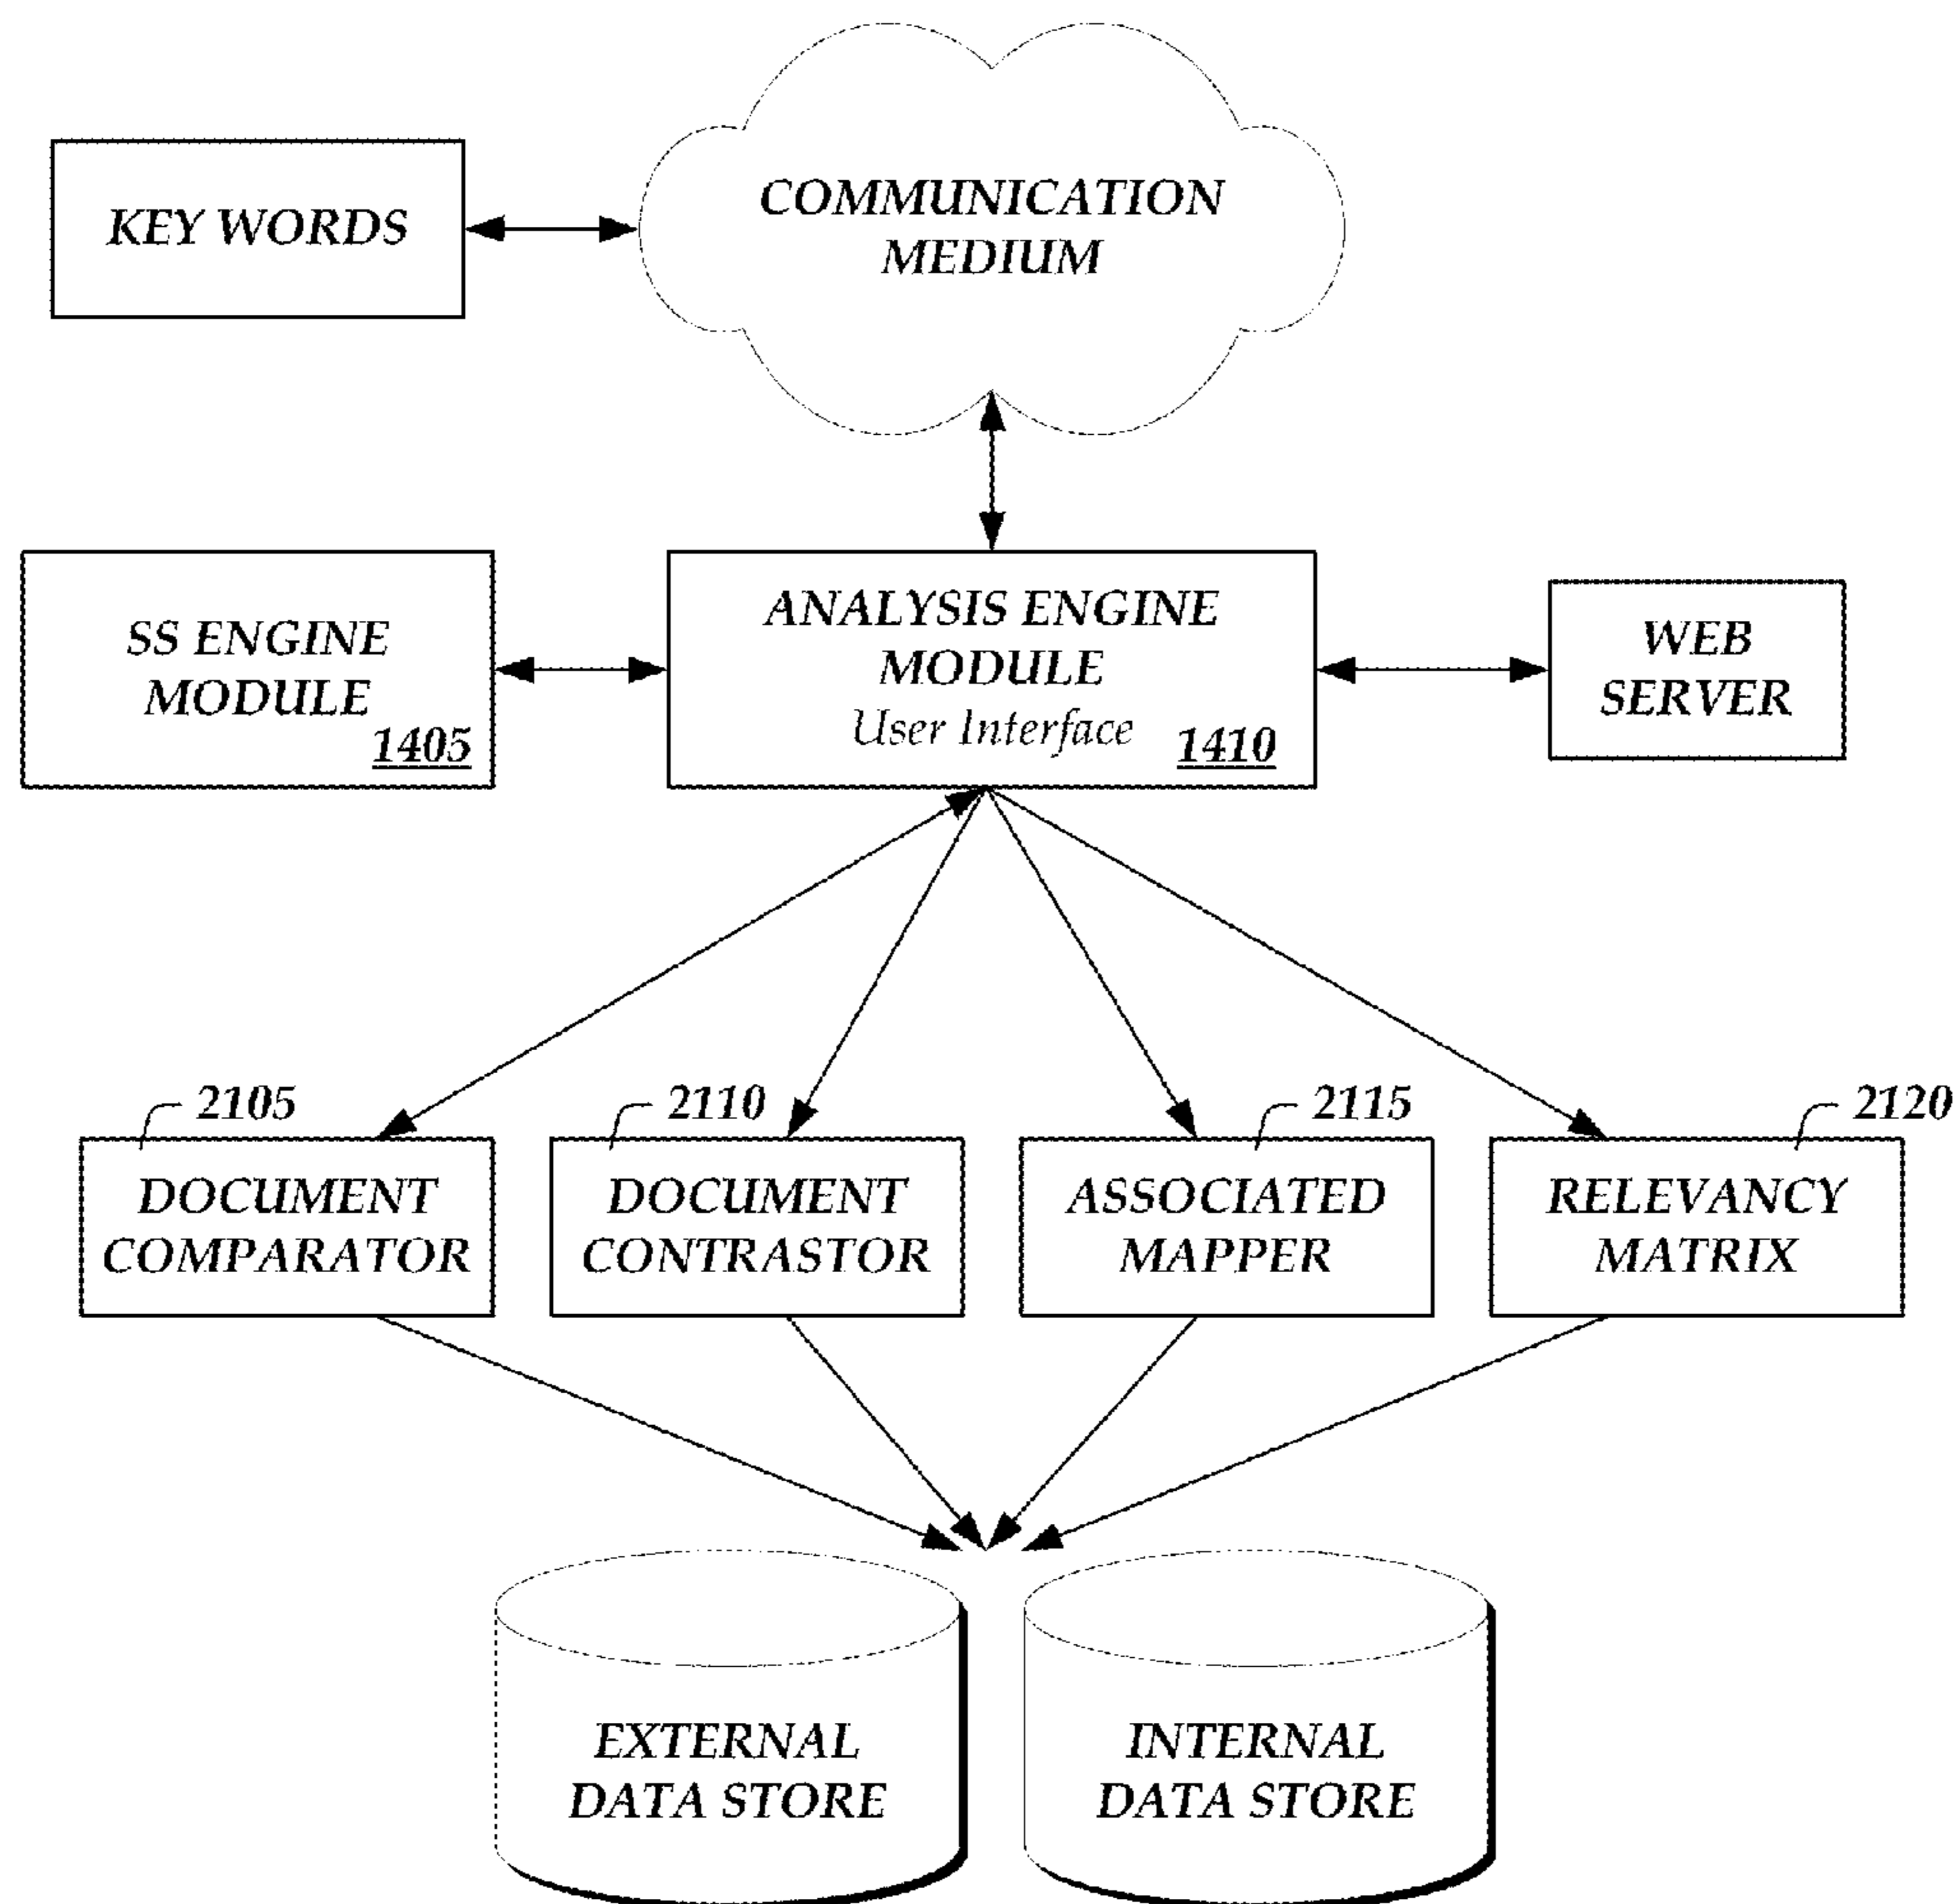 KEY WORDS
COMMUNICATION
MEDIUM
SS ENGINE
MODULE
1405
ANALYSIS ENGINE
MODULE
User Interface
1410
WEB
SERVER
2105
DOCUMENT
COMPARATOR
2110
DOCUMENT
CONTRASTOR
2115
ASSOCIATED
MAPPER
2120
RELEVANCY
MATRIX
EXTERNAL
DATA STORE
INTERNAL
DATA STORE